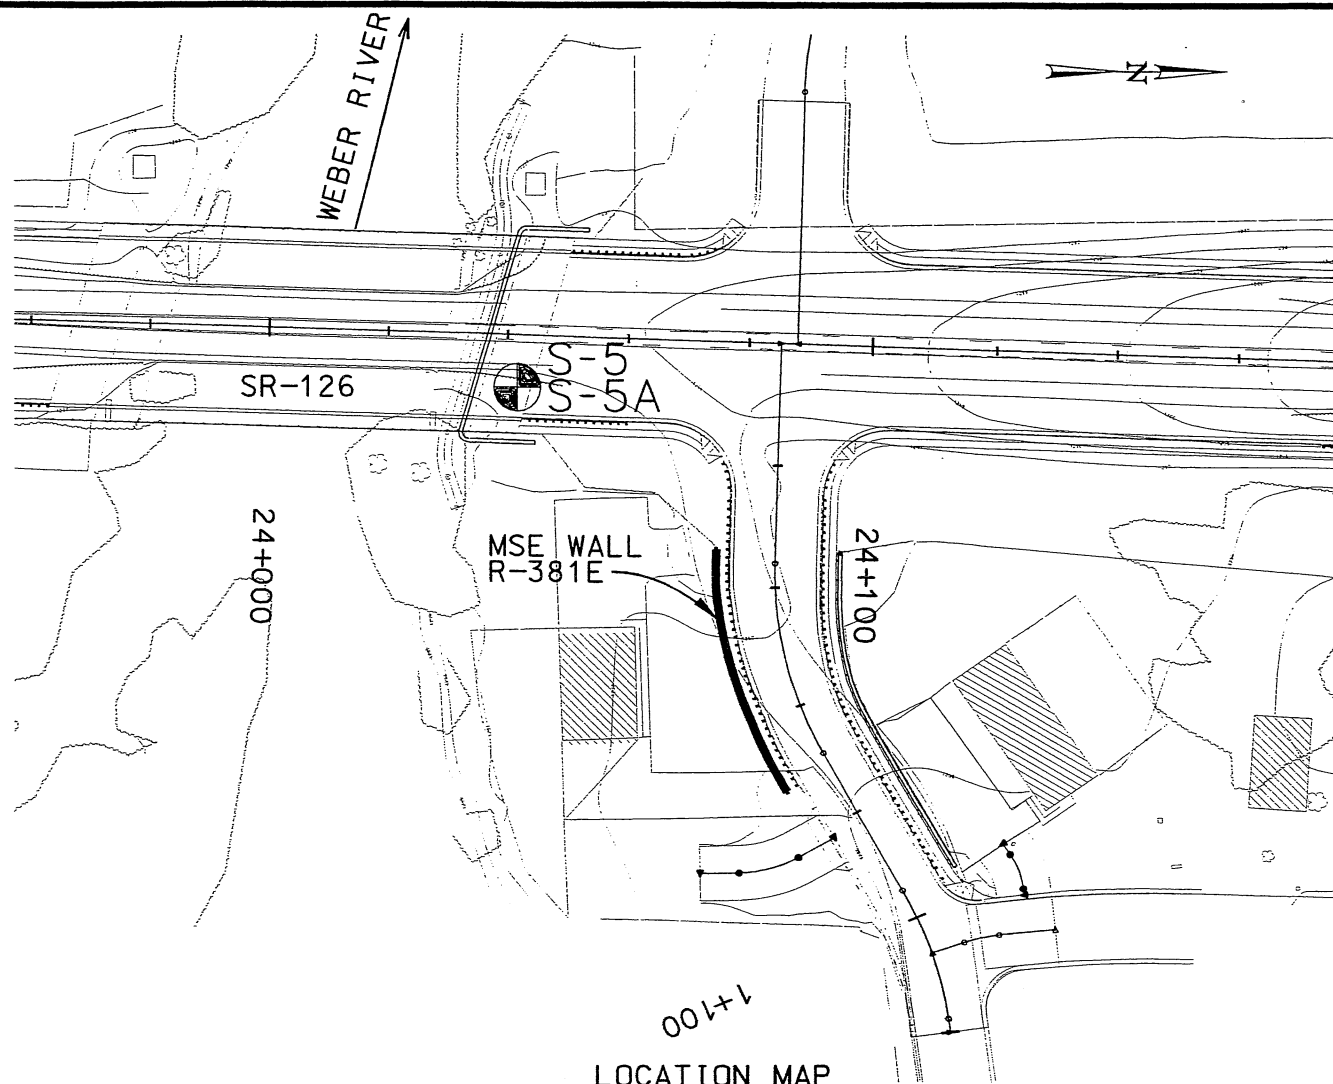 WEBER RIVER
N
S-5
S-5A
SR-126
24+000
MSE WALL
R-381E
24+100
1+100
LOCATION MAP